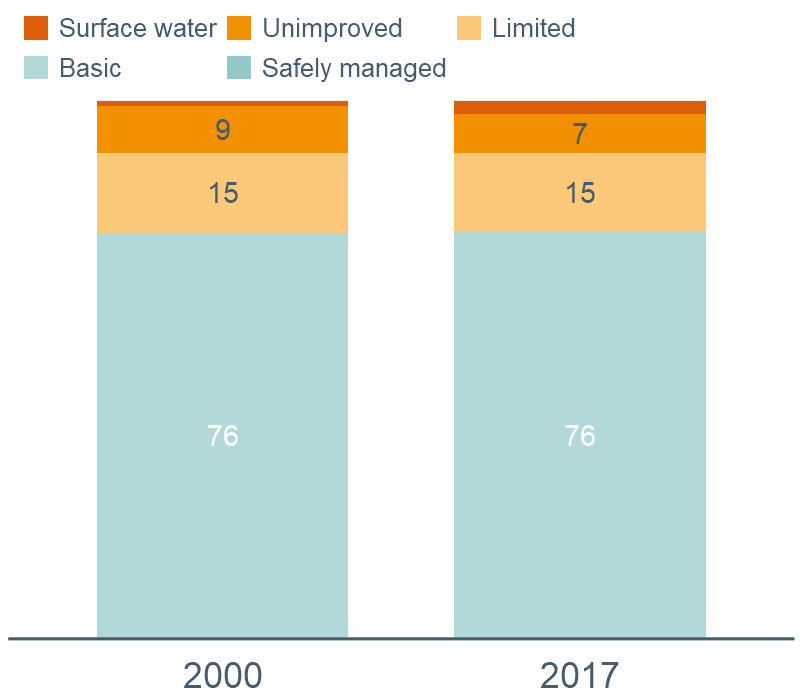 Surface water Unimproved Limited
Basic Safely managed
9 7
15 15
76 76
2000 2017